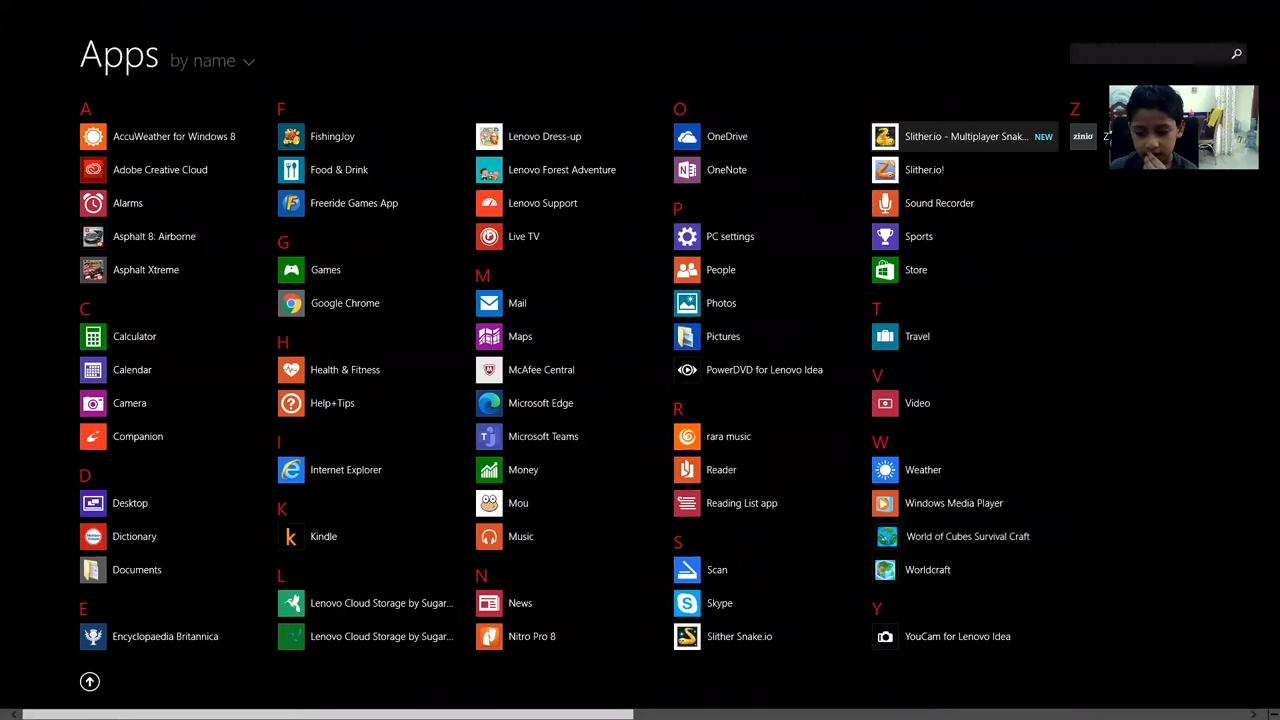 Apps by name
A
AccuWeather for Windows 8
Adobe Creative Cloud
Alarms
Asphalt 8: Airborne
Asphalt Xtreme
C
Calculator
Calendar
Camera
Companion
D
Desktop
Dictionary
Documents
E
Encyclopaedia Britannica
F
FishingJoy
Food & Drink
Freeride Games App
G
Games
Google Chrome
H
Health & Fitness
Help+Tips
I
Internet Explorer
K
Kindle
L
Lenovo Cloud Storage by Sugar...
Lenovo Cloud Storage by Sugar...
Lenovo Dress-up
Lenovo Forest Adventure
Lenovo Support
Live TV
M
Mail
Maps
McAfee Central
Microsoft Edge
Microsoft Teams
Money
Mou
Music
N
News
Nitro Pro 8
O
OneDrive
OneNote
P
PC settings
People
Photos
Pictures
PowerDVD for Lenovo Idea
R
rara music
Reader
Reading List app
S
Scan
Skype
Slither Snake.io
Slither.io - Multiplayer Snak... NEW
Slither.io!
Sound Recorder
Sports
Store
T
Travel
V
Video
W
Weather
Windows Media Player
World of Cubes Survival Craft
Worldcraft
Y
YouCam for Lenovo Idea
Z
zinio Z